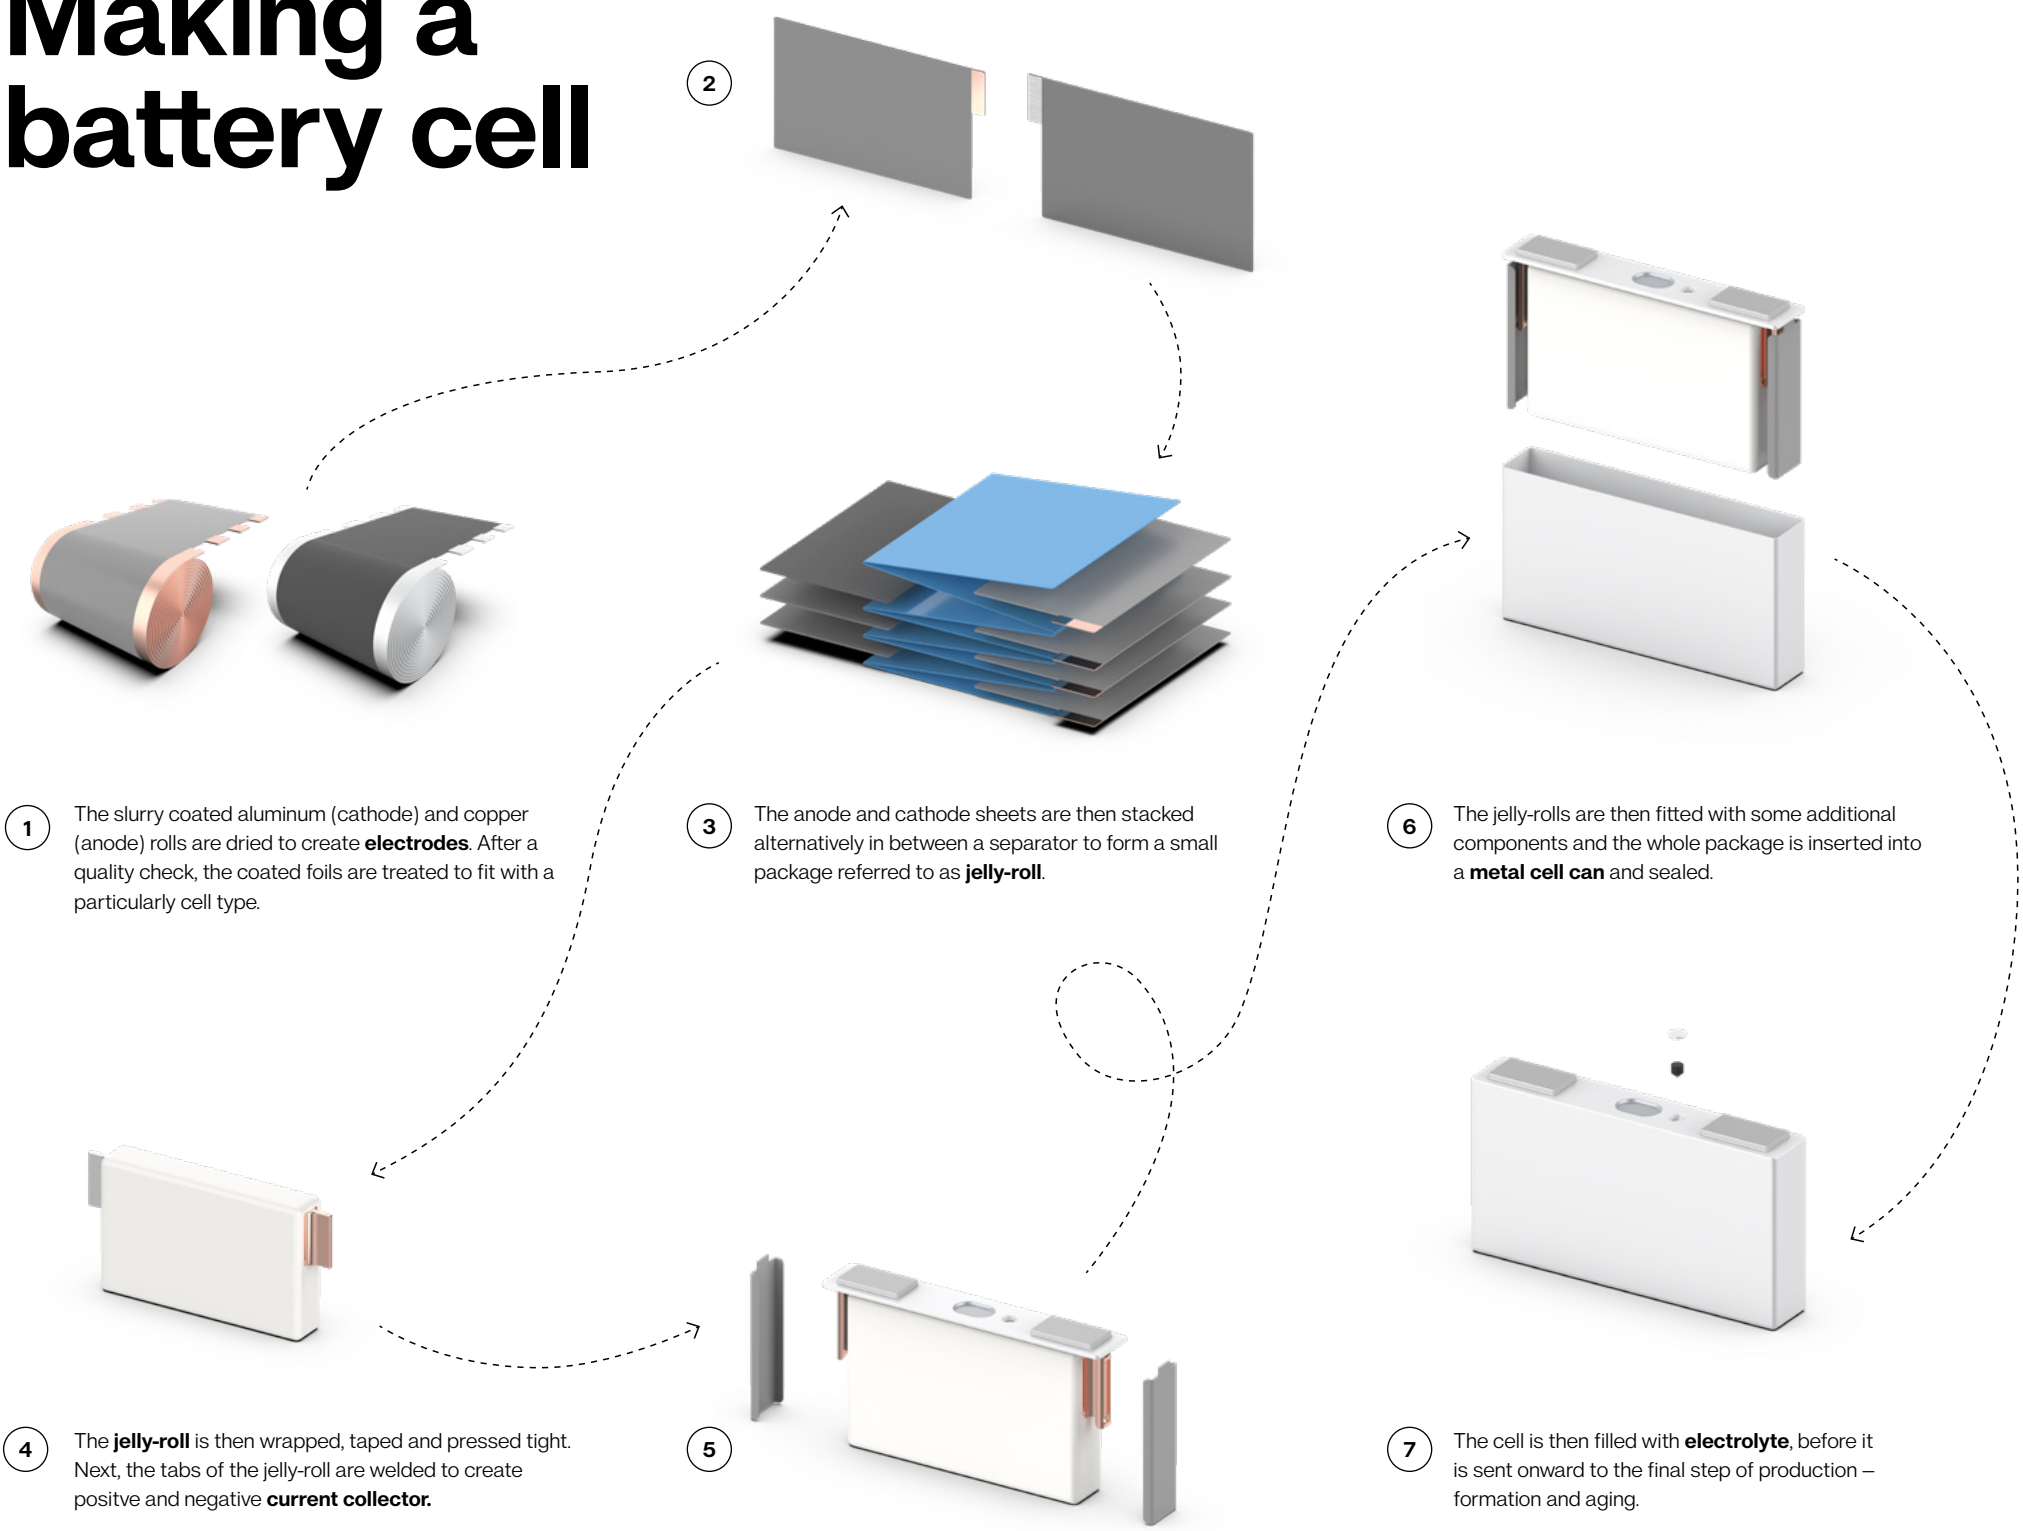 Making a
battery cell
2
1
The slurry coated aluminum (cathode) and copper
(anode) rolls are dried to create electrodes. After a
quality check, the coated foils are treated to fit with a
particularly cell type.
3
The anode and cathode sheets are then stacked
alternatively in between a separator to form a small
package referred to as jelly-roll.
6
The jelly-rolls are then fitted with some additional
components and the whole package is inserted into
a metal cell can and sealed.
4
The jelly-roll is then wrapped, taped and pressed tight.
Next, the tabs of the jelly-roll are welded to create
positve and negative current collector.
5
7
The cell is then filled with electrolyte, before it
is sent onward to the final step of production –
formation and aging.